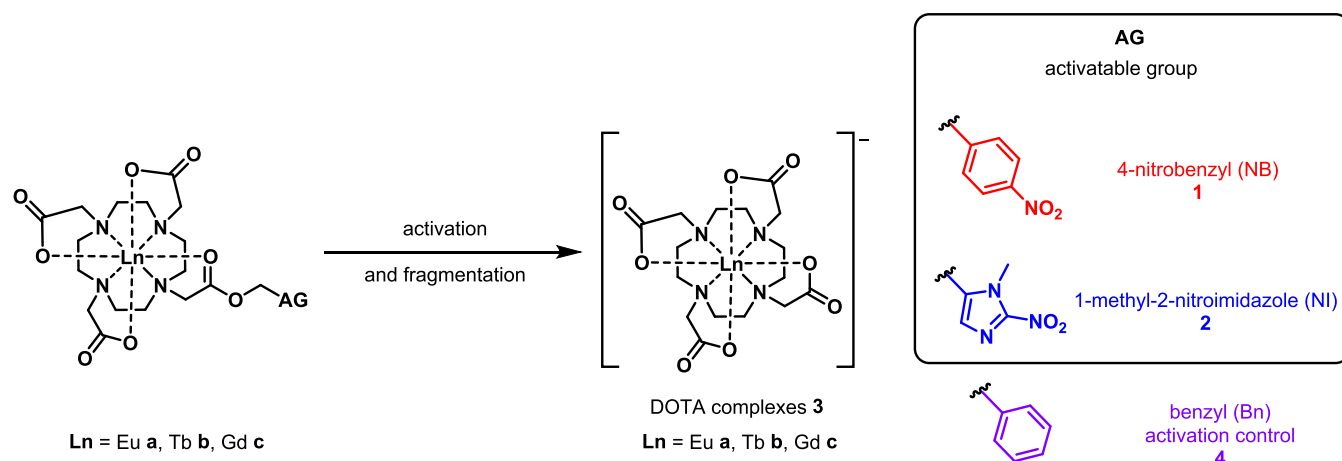 O
O
O
O
N
N
Ln
O
O
N
N
O
AG
O
O
Ln = Eu a, Tb b, Gd c
activation
and fragmentation
–
O
O
O
N
N
Ln
O
O
N
N
O
O
O
DOTA complexes 3
Ln = Eu a, Tb b, Gd c
AG
activatable group
NO2
4-nitrobenzyl (NB)
1
N
N
NO2
1-methyl-2-nitroimidazole (NI)
2
benzyl (Bn)
activation control
4